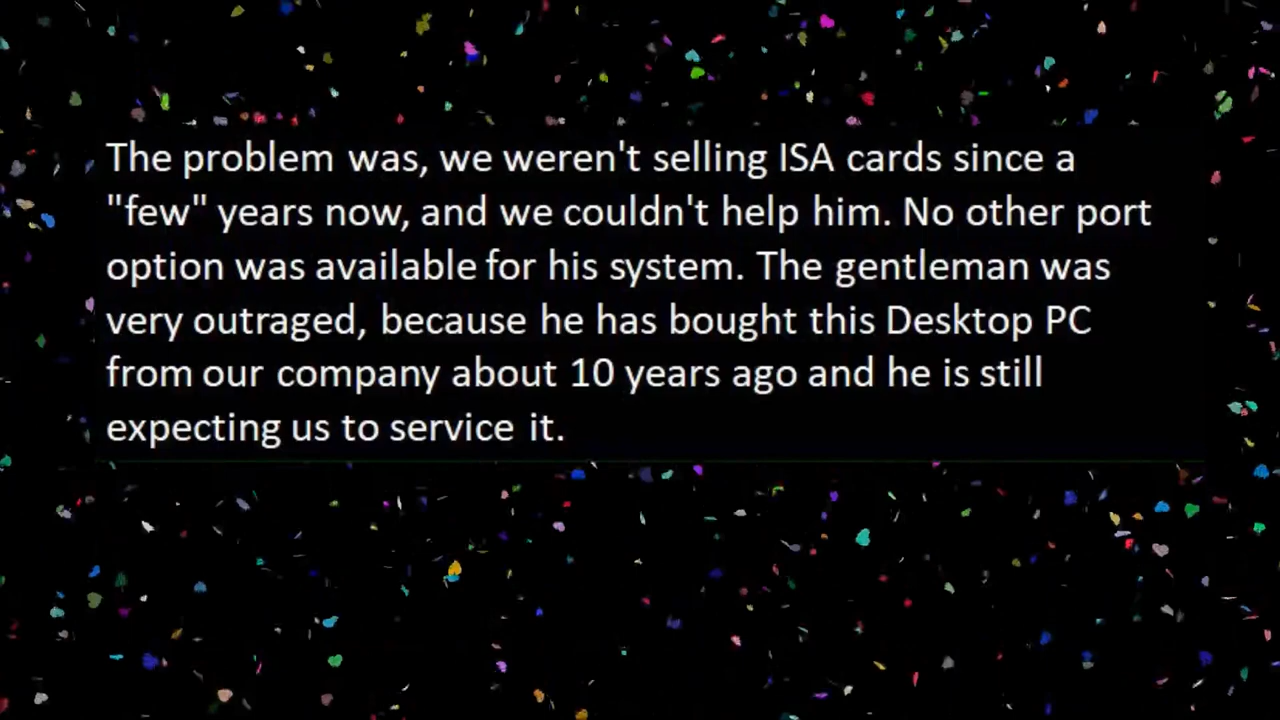 The problem was, we weren't selling ISA cards since a
"few" years now, and we couldn't help him. No other port
option was available for his system. The gentleman was
very outraged, because he has bought this Desktop PC
from our company about 10 years ago and he is still
expecting us to service it.